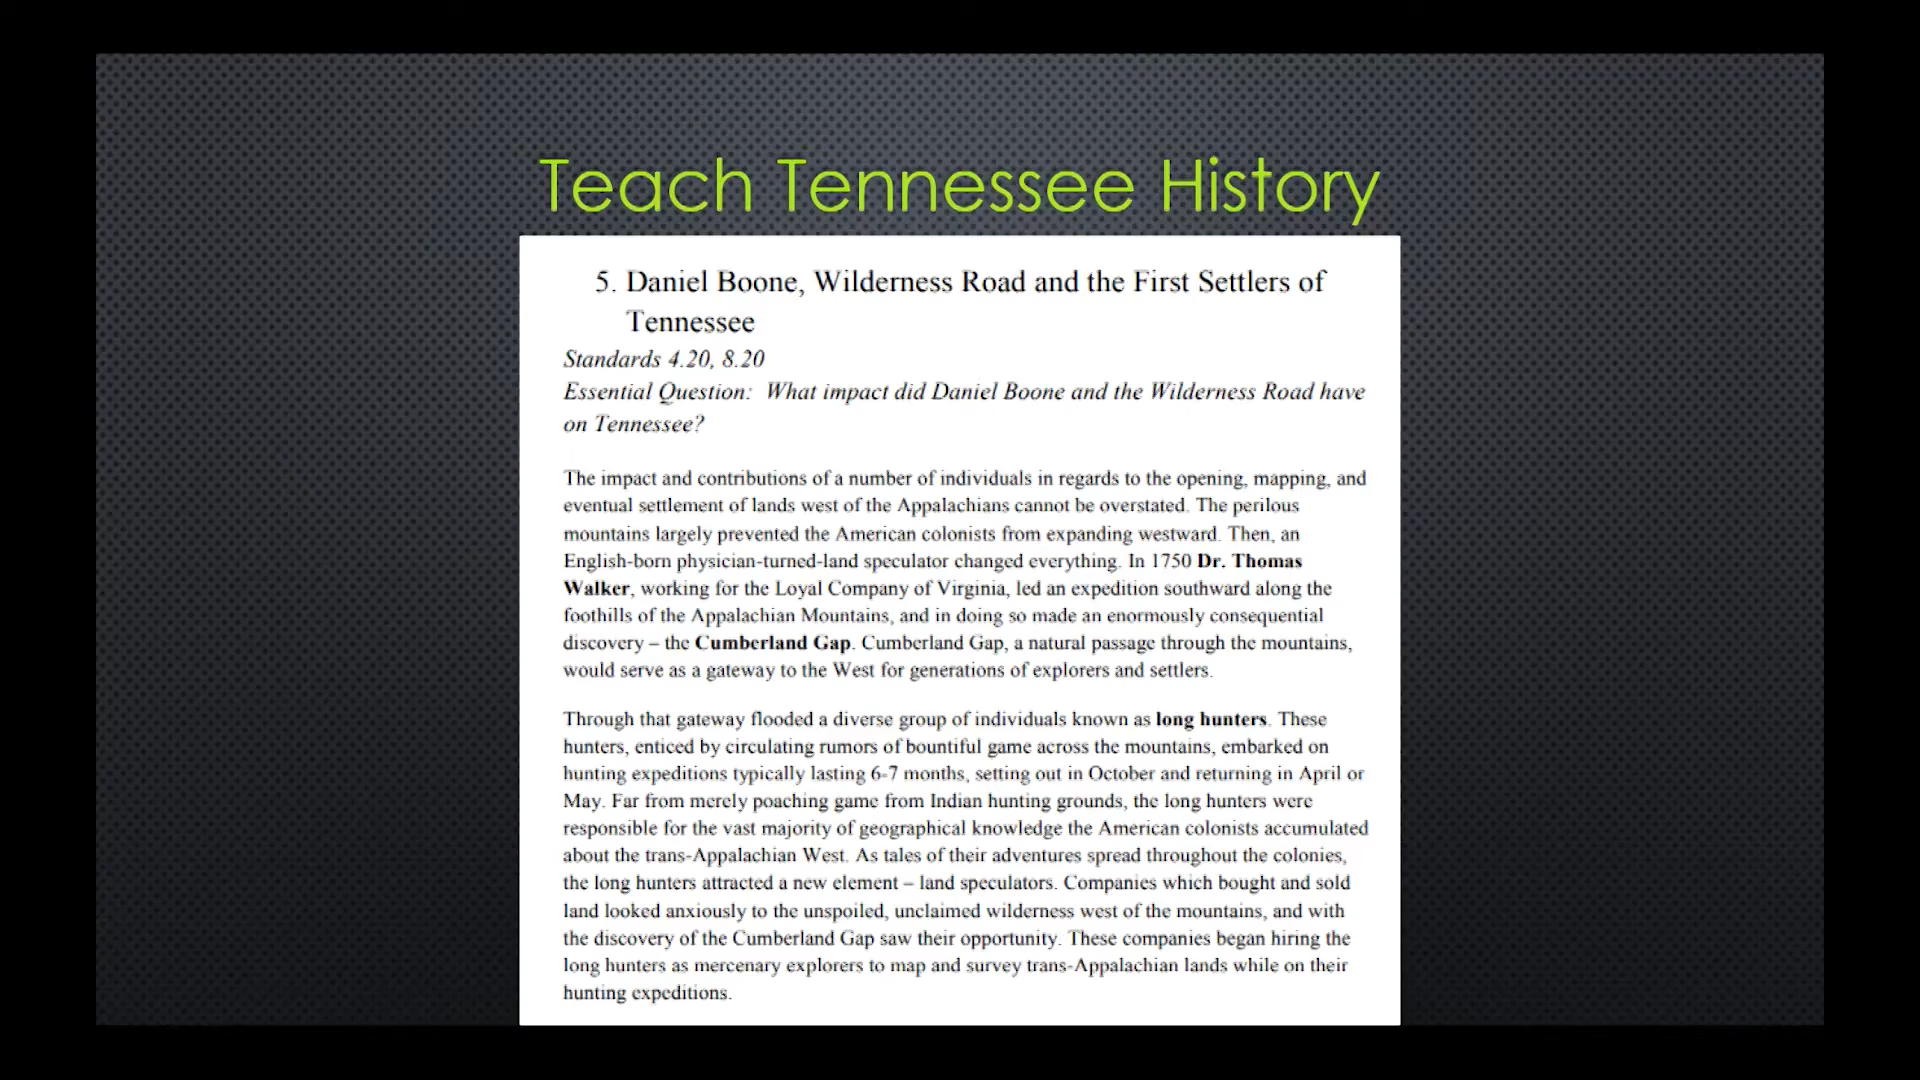 Teach Tennessee History
5. Daniel Boone, Wilderness Road and the First Settlers of
Tennessee
Standards 4.20, 8.20
Essential Question:  What impact did Daniel Boone and the Wilderness Road have
on Tennessee?
The impact and contributions of a number of individuals in regards to the opening, mapping, and
eventual settlement of lands west of the Appalachians cannot be overstated. The perilous
mountains largely prevented the American colonists from expanding westward. Then, an
English-born physician-turned-land speculator changed everything. In 1750 Dr. Thomas
Walker, working for the Loyal Company of Virginia, led an expedition southward along the
foothills of the Appalachian Mountains, and in doing so made an enormously consequential
discovery – the Cumberland Gap. Cumberland Gap, a natural passage through the mountains,
would serve as a gateway to the West for generations of explorers and settlers.
Through that gateway flooded a diverse group of individuals known as long hunters. These
hunters, enticed by circulating rumors of bountiful game across the mountains, embarked on
hunting expeditions typically lasting 6-7 months, setting out in October and returning in April or
May. Far from merely poaching game from Indian hunting grounds, the long hunters were
responsible for the vast majority of geographical knowledge the American colonists accumulated
about the trans-Appalachian West. As tales of their adventures spread throughout the colonies,
the long hunters attracted a new element – land speculators. Companies which bought and sold
land looked anxiously to the unspoiled, unclaimed wilderness west of the mountains, and with
the discovery of the Cumberland Gap saw their opportunity. These companies began hiring the
long hunters as mercenary explorers to map and survey trans-Appalachian lands while on their
hunting expeditions.